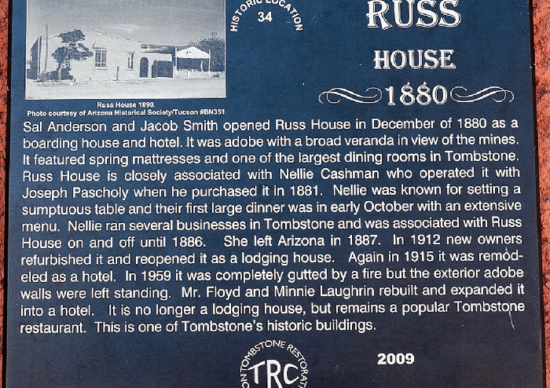 HISTORIC LOCATION
34
RUSS
HOUSE
1880
Russ House 1890.
Photo courtesy of Arizona Historical Society/Tucson #BN351
Sal Anderson and Jacob Smith opened Russ House in December of 1880 as a
boarding house and hotel. It was adobe with a broad veranda in view of the mines.
It featured spring mattresses and one of the largest dining rooms in Tombstone.
Russ House is closely associated with Nellie Cashman who operated it with
Joseph Pascholy when he purchased it in 1881. Nellie was known for setting a
sumptuous table and their first large dinner was in early October with an extensive
menu. Nellie ran several businesses in Tombstone and was associated with Russ
House on and off until 1886. She left Arizona in 1887. In 1912 new owners
refurbished it and reopened it as a lodging house. Again in 1915 it was remod-
eled as a hotel. In 1959 it was completely gutted by a fire but the exterior adobe
walls were left standing. Mr. Floyd and Minnie Laughrin rebuilt and expanded it
into a hotel. It is no longer a lodging house, but remains a popular Tombstone
restaurant. This is one of Tombstone's historic buildings.
TOMBSTONE
TRC
2009